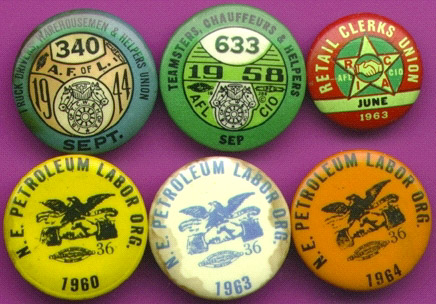 TRUCK DRIVERS, WAREHOUSEMEN & HELPERS UNION
340
A. F. OF L.
19 44
SEPT.
TEAMSTERS, CHAUFFEURS & HELPERS
633
19 58
AFL CIO
SEP
RETAIL CLERKS UNION
R C
AFL CIO
I A
JUNE
1963
N. E. PETROLEUM LABOR ORG.
36
1960
N. E. PETROLEUM LABOR ORG.
36
1963
N. E. PETROLEUM LABOR ORG.
36
1964